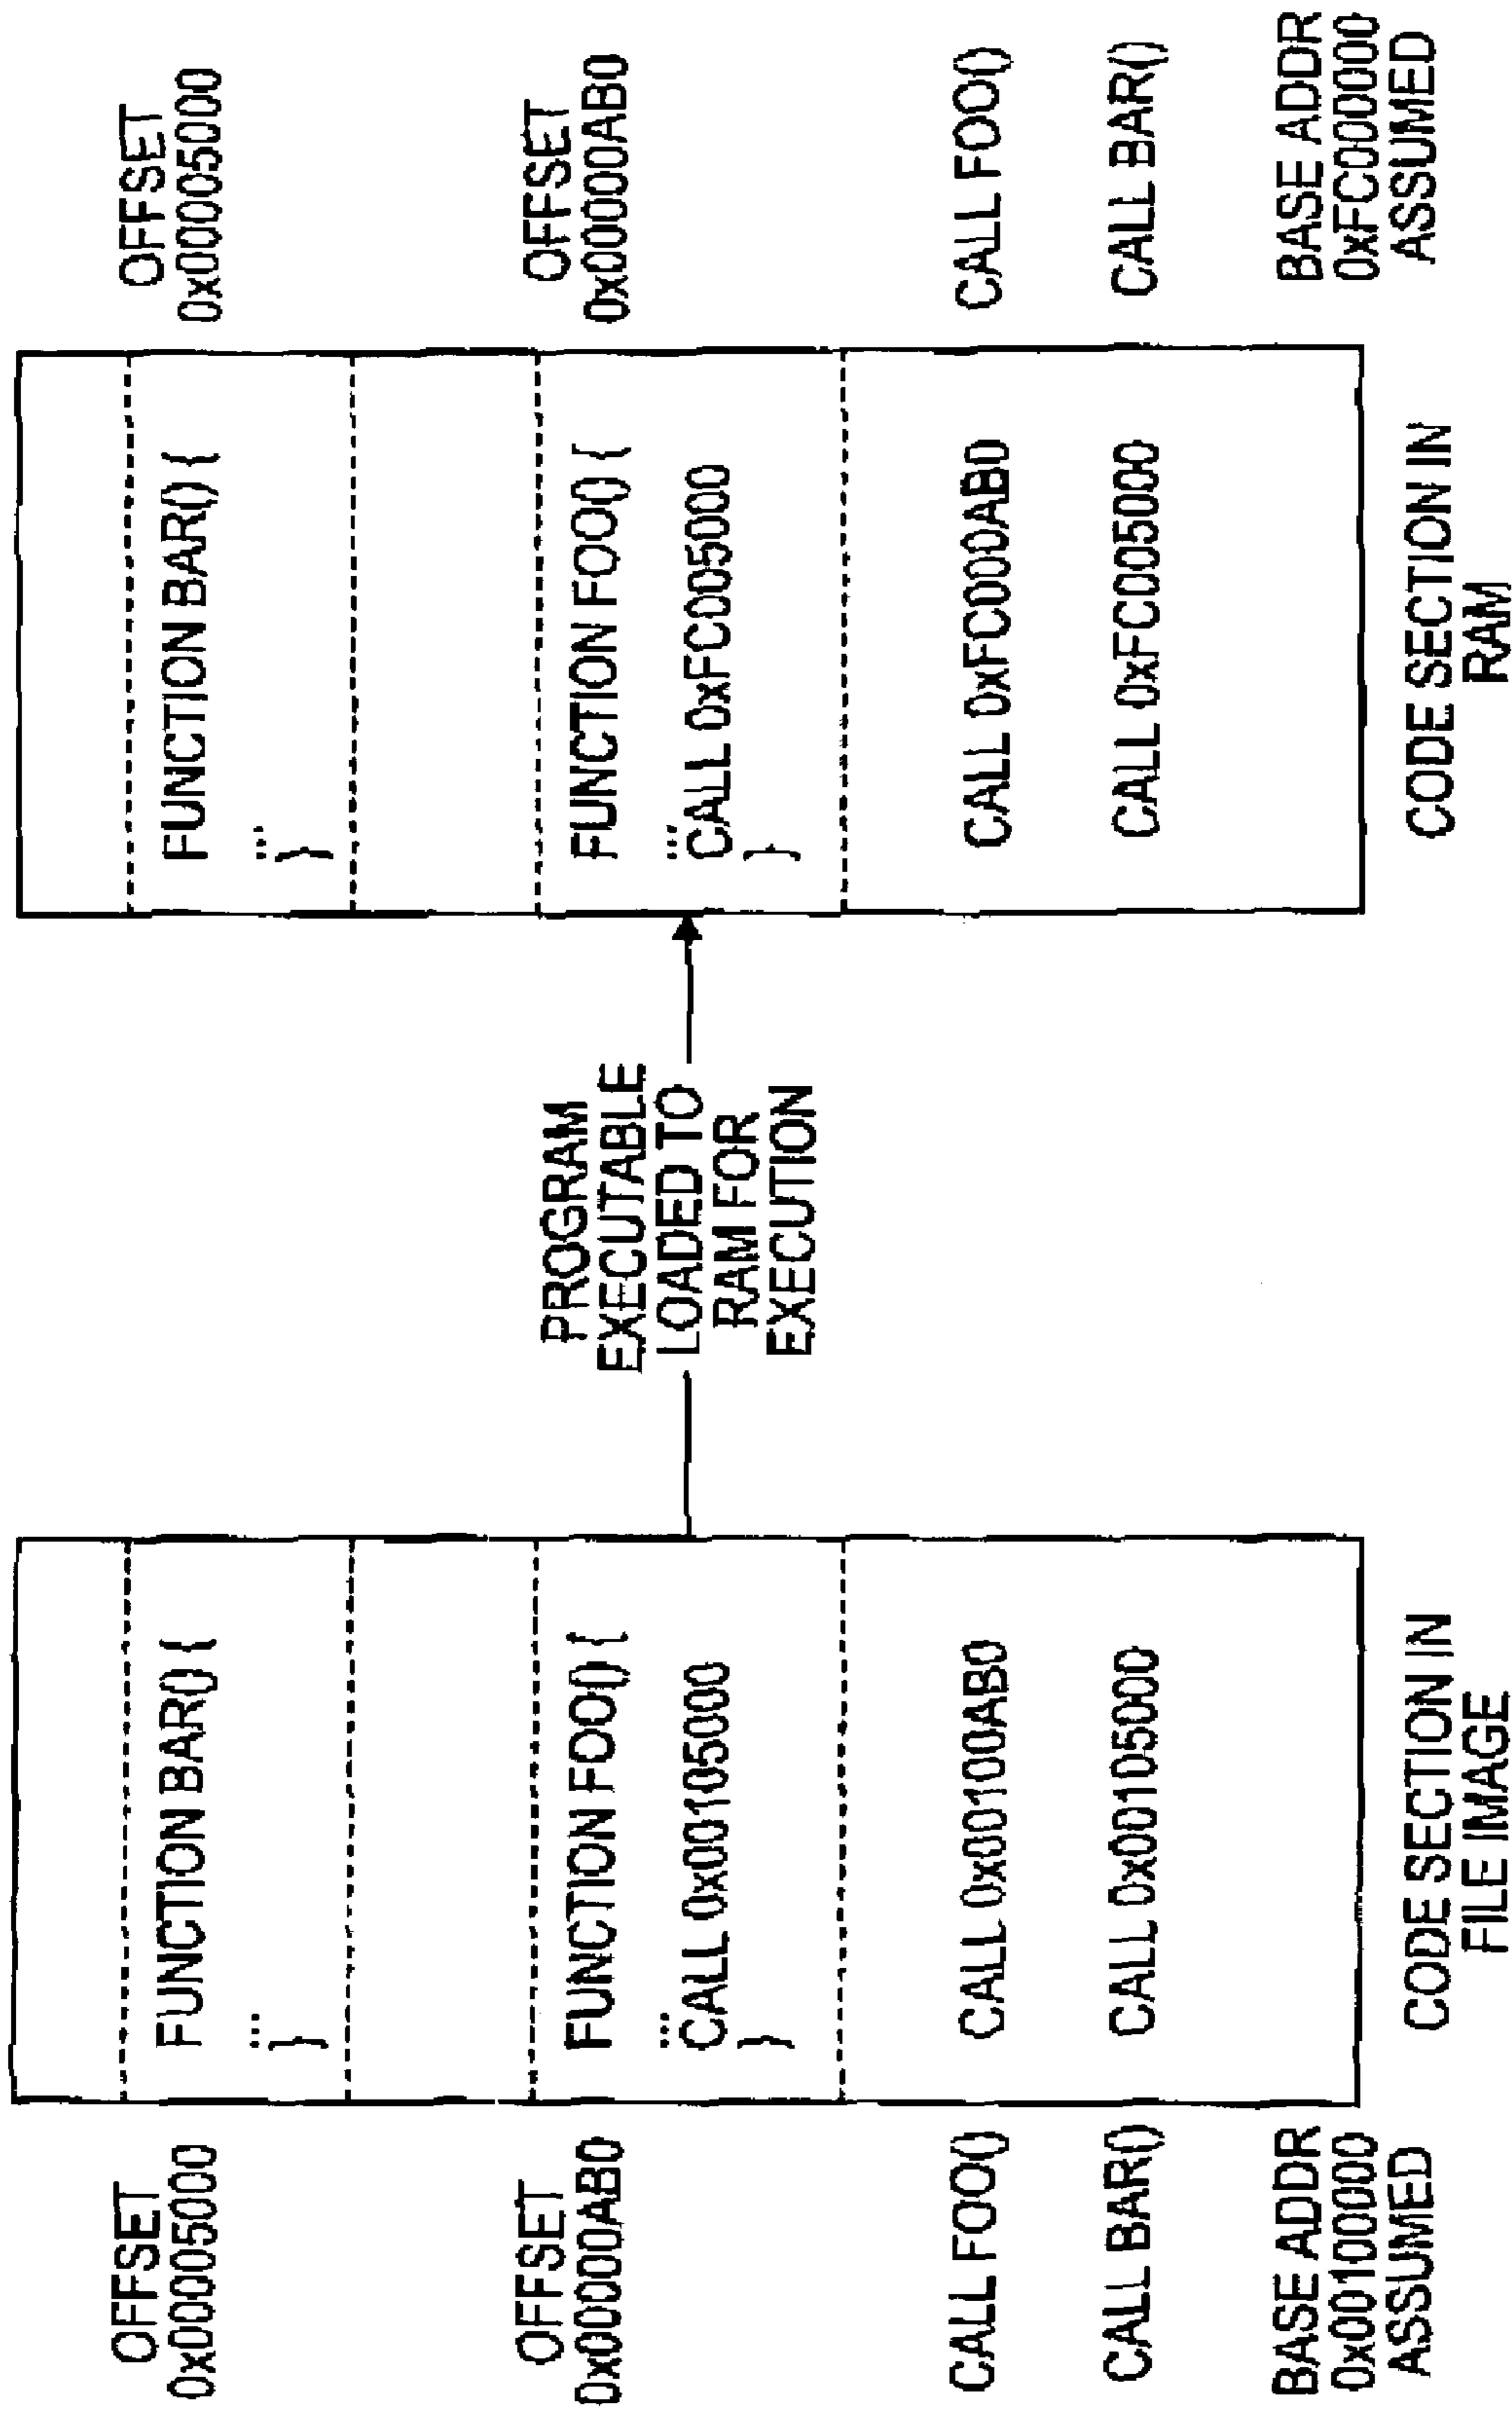 OFFSET
0x00005000
OFFSET
0x00000AB0
CALL FOO()
CALL BAR()
BASE ADDR
0x00100000
ASSUMED
FUNCTION BAR() {
...
}
FUNCTION FOO() {
...
CALL 0x00105000
}
CALL 0x00100AB0
CALL 0x00105000
CODE SECTION IN
FILE IMAGE
PROGRAM
EXECUTABLE
LOADED TO
RAM FOR
EXECUTION
FUNCTION BAR() {
...
}
FUNCTION FOO() {
...
CALL 0xFC005000
}
CALL 0xFC000AB0
CALL 0xFC005000
CODE SECTION IN
RAM
OFFSET
0x00005000
OFFSET
0x00000AB0
CALL FOO()
CALL BAR()
BASE ADDR
0xFC000000
ASSUMED